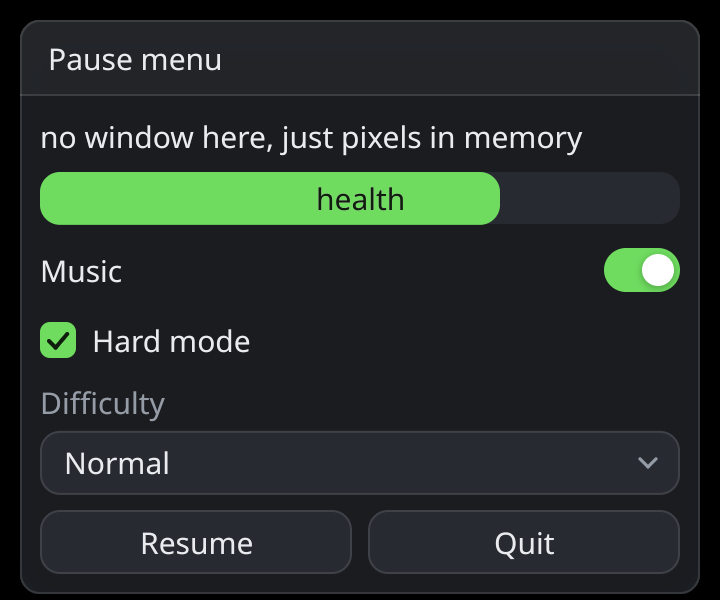 Pause menu
no window here, just pixels in memory
health
Music
Hard mode
Difficulty
Normal
Resume
Quit